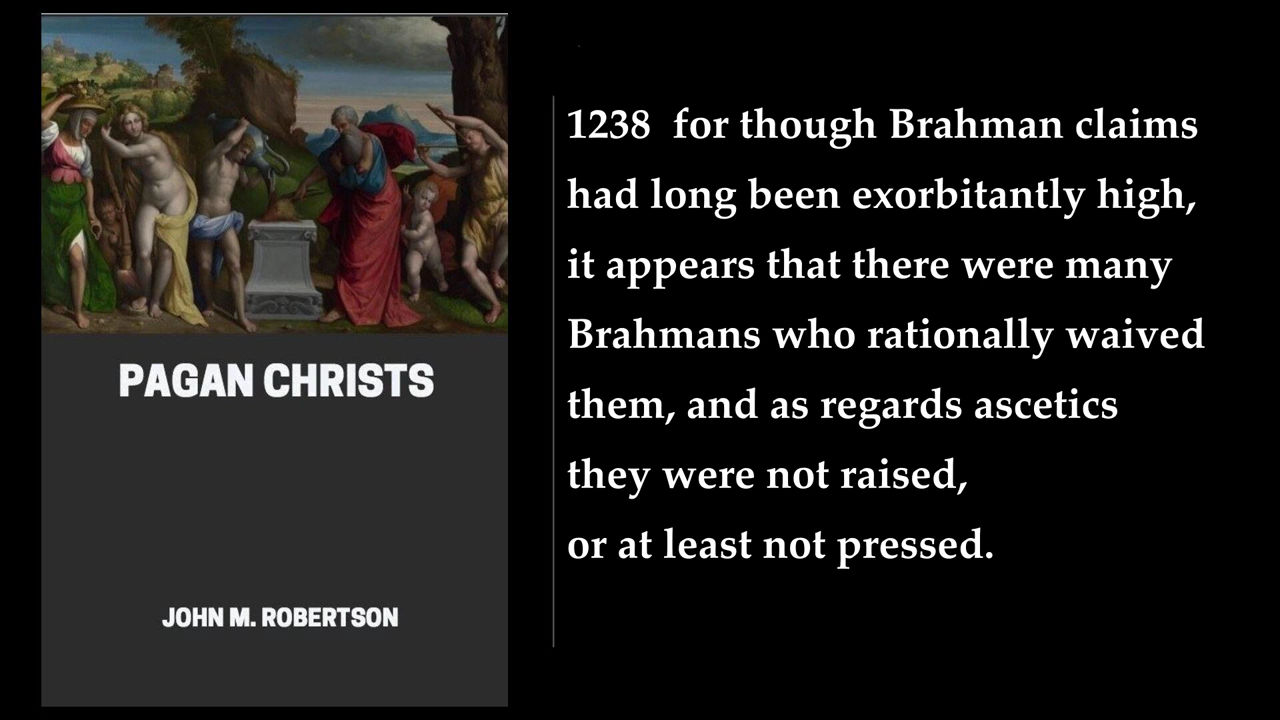 PAGAN CHRISTS
JOHN M. ROBERTSON
1238 for though Brahman claims
had long been exorbitantly high,
it appears that there were many
Brahmans who rationally waived
them, and as regards ascetics
they were not raised,
or at least not pressed.